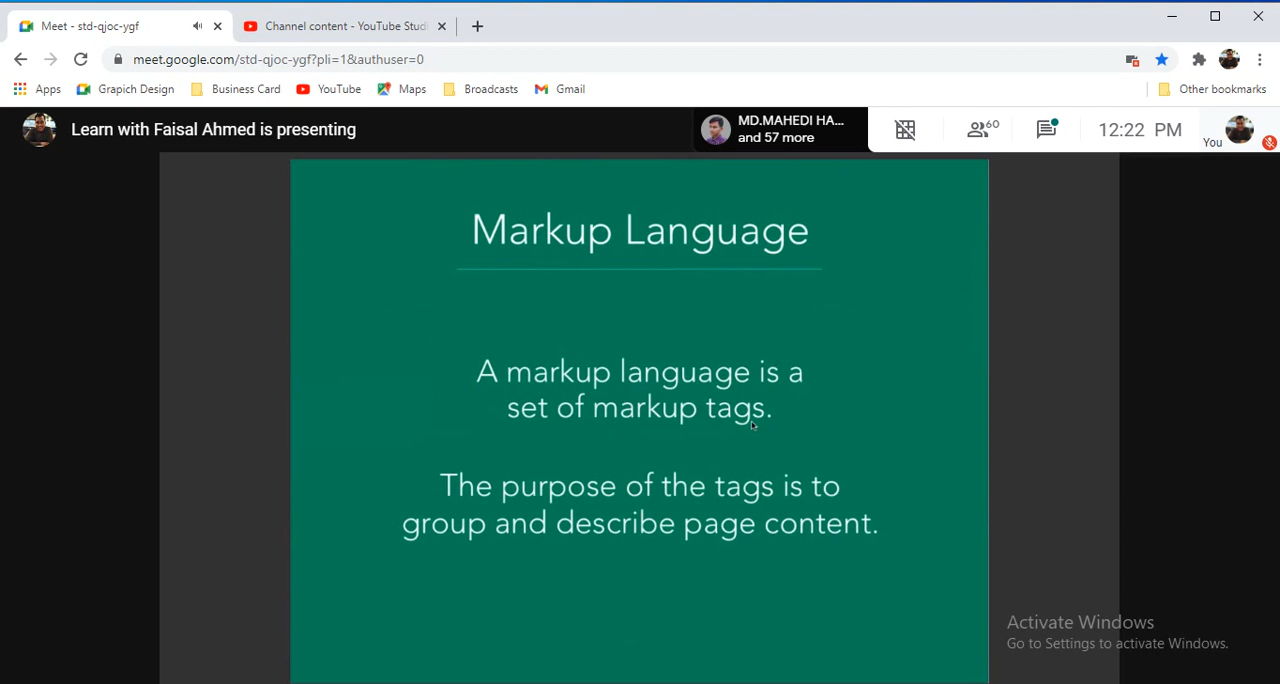 Meet - std-qjoc-ygf
Channel content - YouTube Studi
meet.google.com/std-qjoc-ygf?pli=1&authuser=0
Apps
Grapich Design
Business Card
YouTube
Maps
Broadcasts
Gmail
Other bookmarks
Learn with Faisal Ahmed is presenting
MD.MAHEDI HA...
and 57 more
60
12:22 PM
You
Markup Language
A markup language is a
set of markup tags.
The purpose of the tags is to
group and describe page content.
Activate Windows
Go to Settings to activate Windows.